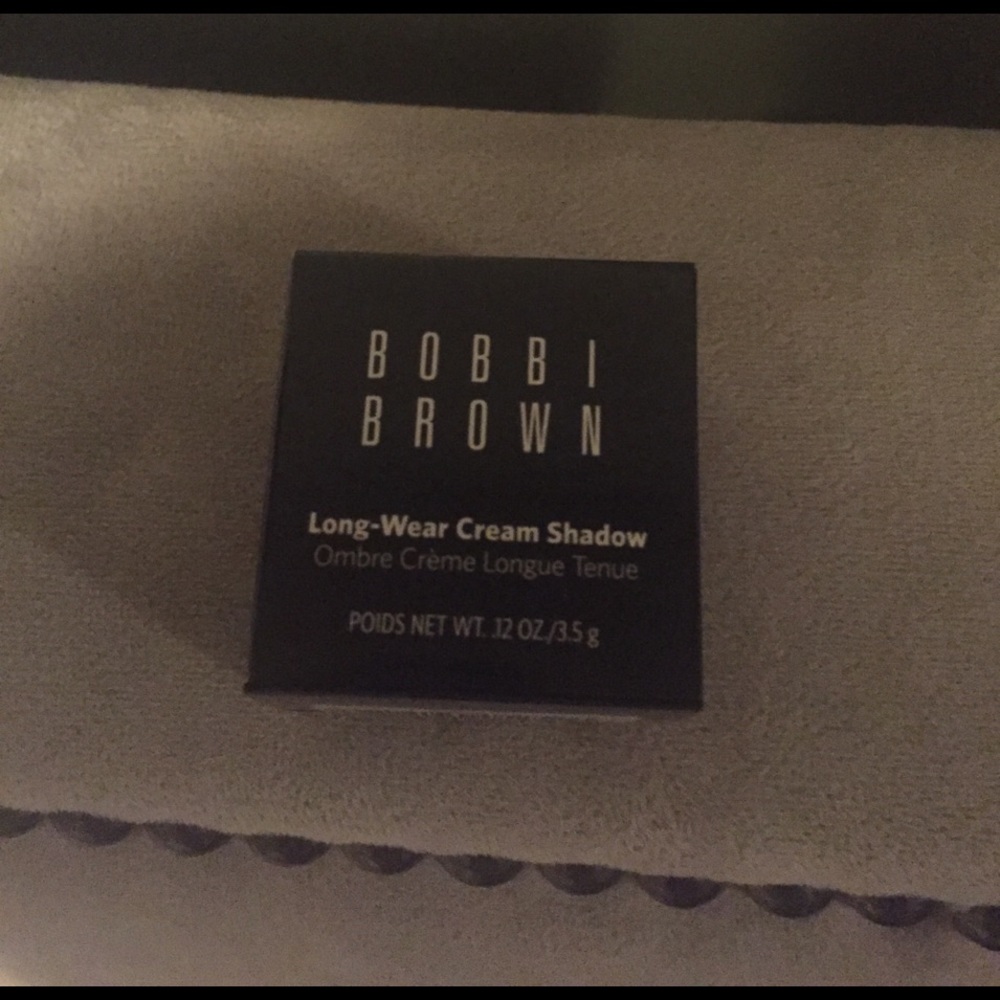 BOBBI
BROWN
Long-Wear Cream Shadow
Ombre Crème Longue Tenue
POIDS NET WT. .12 OZ./3.5 g